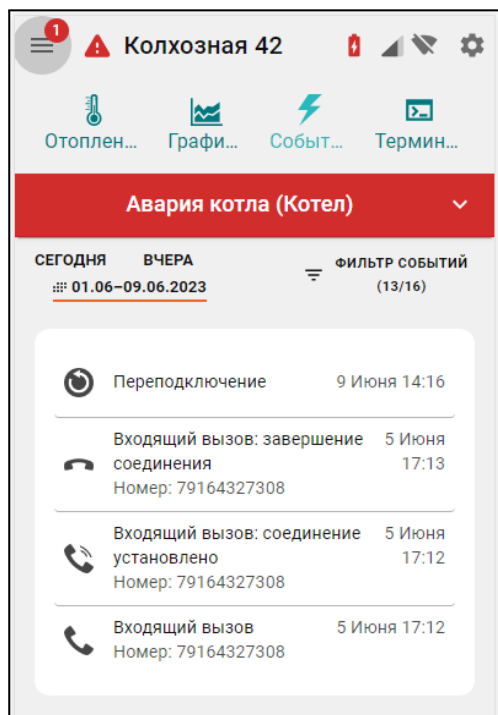 1
Колхозная 42
Отоплен... Графи... Событ... Термин...
Авария котла (Котел)
СЕГОДНЯ ВЧЕРА
01.06–09.06.2023
ФИЛЬТР СОБЫТИЙ
(13/16)
Переподключение 9 Июня 14:16
Входящий вызов: завершение 5 Июня
соединения 17:13
Номер: 79164327308
Входящий вызов: соединение 5 Июня
установлено 17:12
Номер: 79164327308
Входящий вызов 5 Июня 17:12
Номер: 79164327308